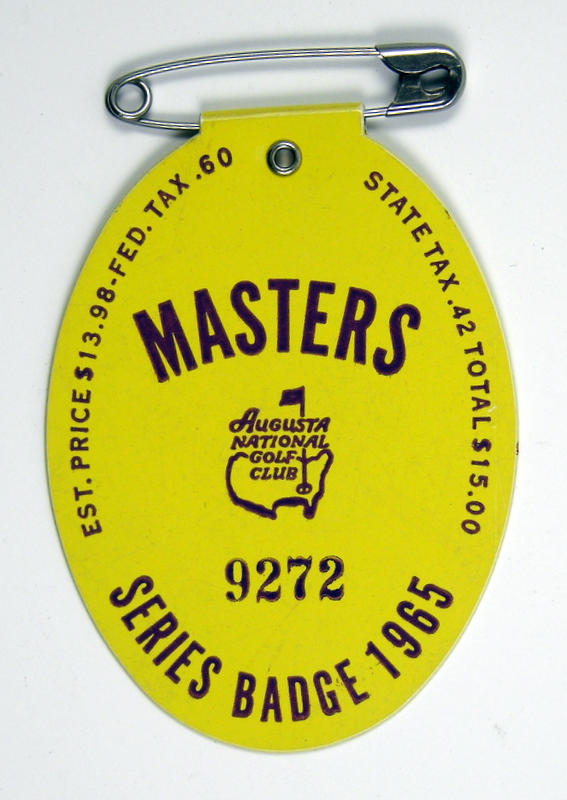 EST. PRICE $13.98-FED. TAX .60
STATE TAX .42 TOTAL $15.00
MASTERS
AUGUSTA
NATIONAL
GOLF
CLUB
9272
SERIES BADGE 1965